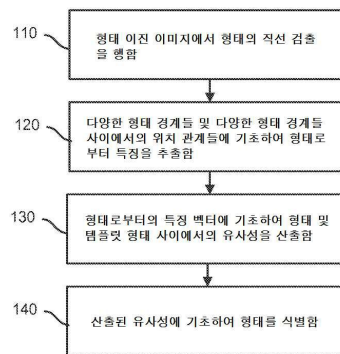 110
형태 이진 이미지에서 형태의 직선 검출
을 행함
120
다양한 형태 경계들 및 다양한 형태 경계들
사이에서의 위치 관계들에 기초하여 형태로
부터 특징을 추출함
130
형태로부터의 특징 벡터에 기초하여 형태 및
템플릿 형태 사이에서의 유사성을 산출함
140
산출된 유사성에 기초하여 형태를 식별함